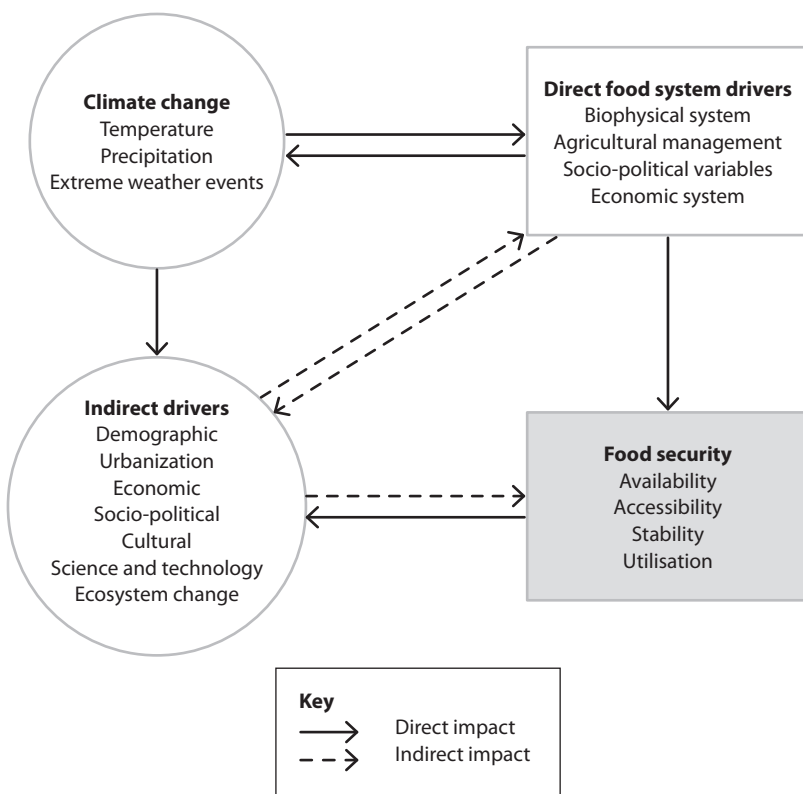 Climate change
Temperature
Precipitation
Extreme weather events
Direct food system drivers
Biophysical system
Agricultural management
Socio-political variables
Economic system
Indirect drivers
Demographic
Urbanization
Economic
Socio-political
Cultural
Science and technology
Ecosystem change
Food security
Availability
Accessibility
Stability
Utilisation
Key
Direct impact
Indirect impact